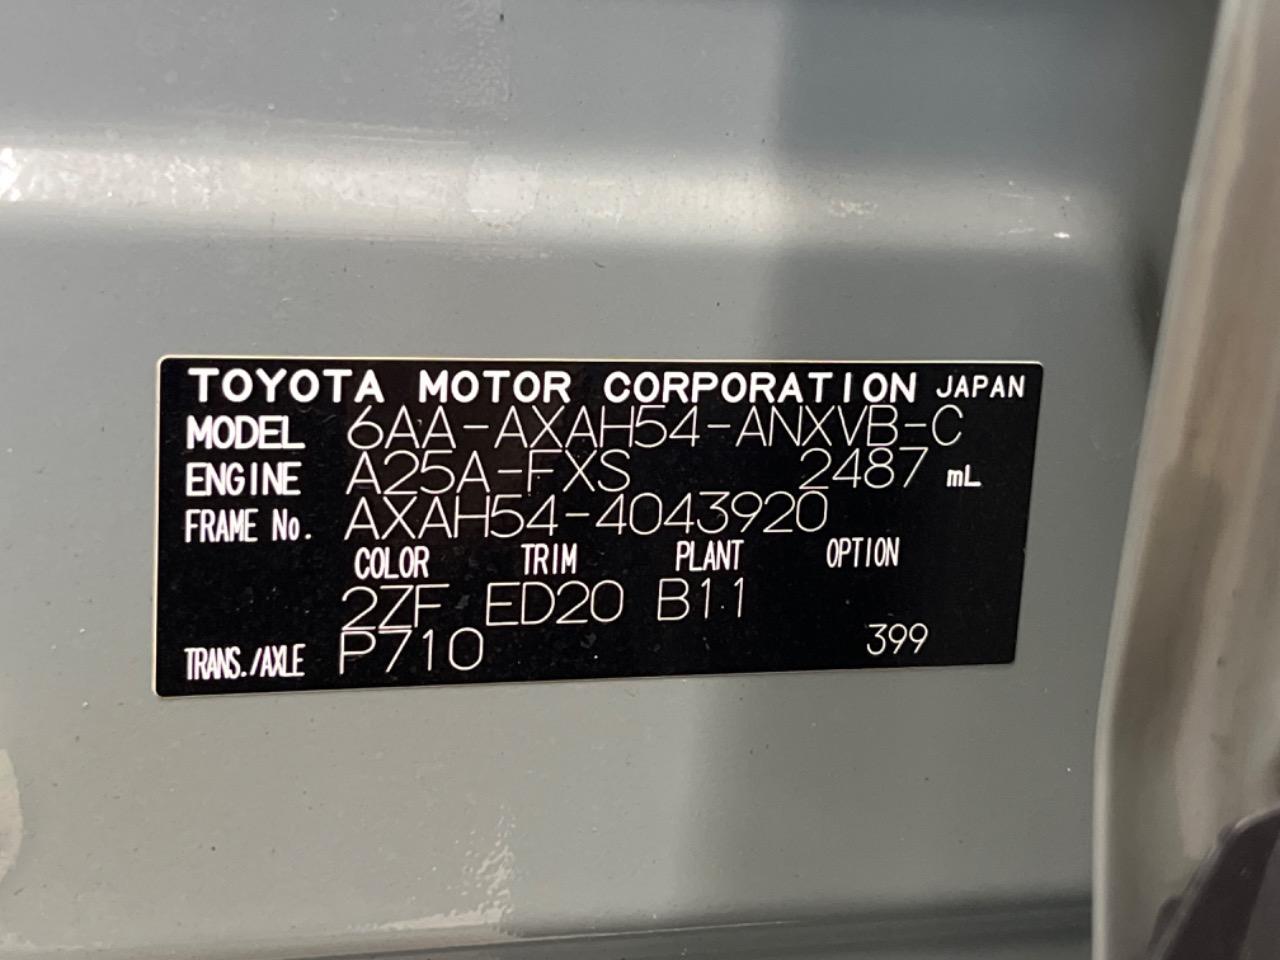 TOYOTA MOTOR CORPORATION JAPAN
MODEL 6AA-AXAH54-ANXVB-C
ENGINE A25A-FXS 2487 mL
FRAME No. AXAH54-4043920
COLOR TRIM PLANT OPTION
2ZF ED20 B11
TRANS./AXLE P710 399